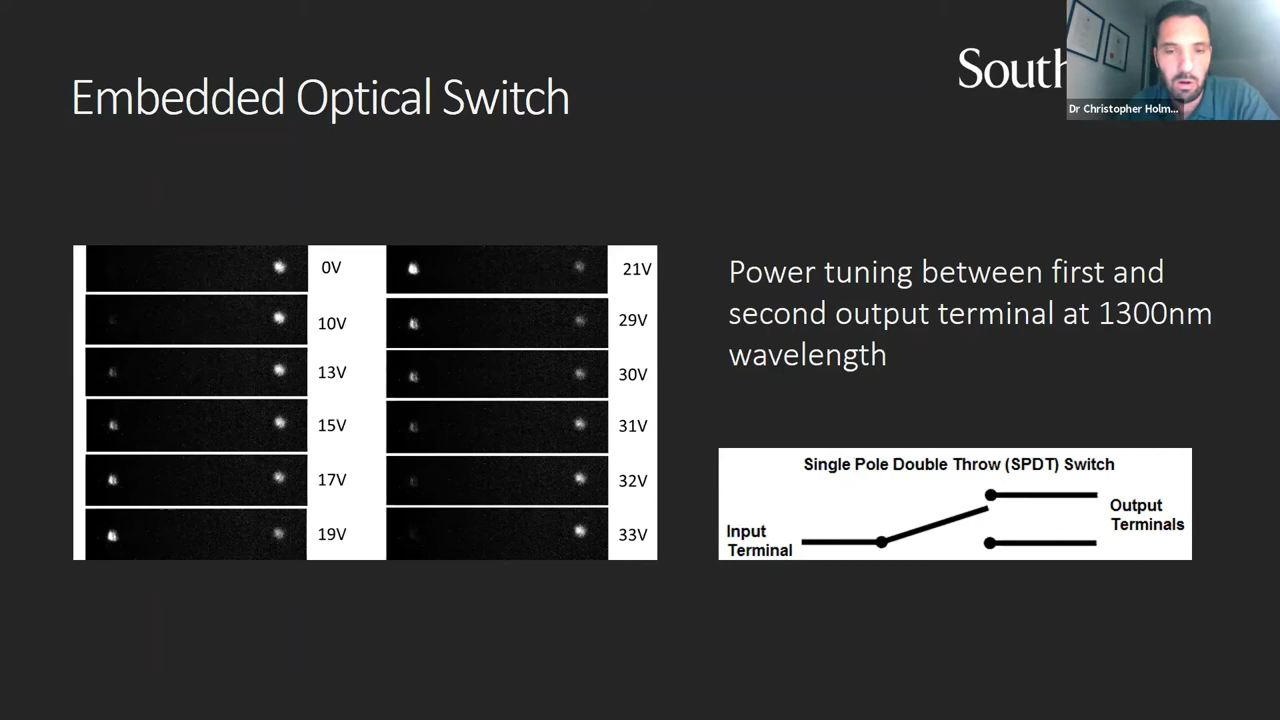 Embedded Optical Switch
South
Dr Christopher Holm...
0V
10V
13V
15V
17V
19V
21V
29V
30V
31V
32V
33V
Power tuning between first and
second output terminal at 1300nm
wavelength
Single Pole Double Throw (SPDT) Switch
Input
Terminal
Output
Terminals